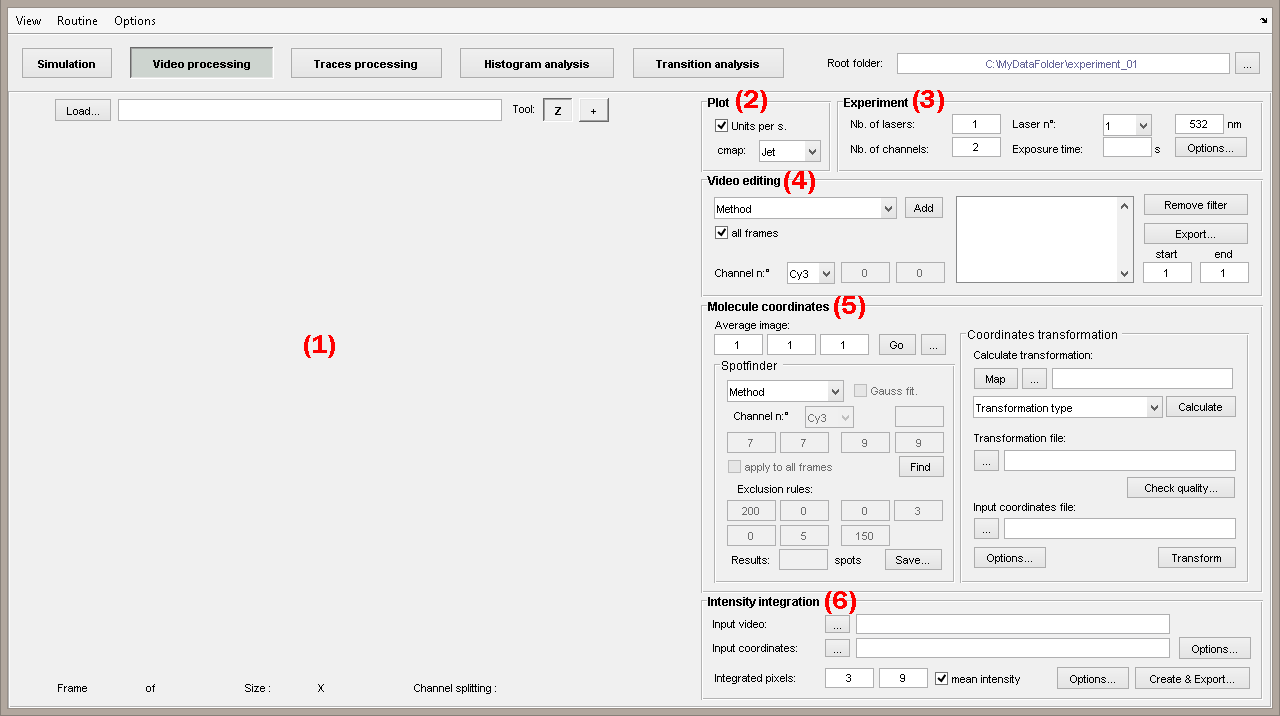 View Routine Options
Simulation Video processing Traces processing Histogram analysis Transition analysis Root folder: C:\MyDataFolder\experiment_01 ...
Load... Tool: Z +
(1)
Frame of Size : X Channel splitting :
Plot (2)
Units per s.
cmap: Jet
Experiment (3)
Nb. of lasers: 1 Laser n°: 1 532 nm
Nb. of channels: 2 Exposure time: s Options...
Video editing (4)
Method Add Remove filter
all frames Export...
start end
Channel n:° Cy3 0 0 1 1
Molecule coordinates (5)
Average image:
1 1 1 Go ...
Spotfinder
Method Gauss fit.
Channel n:° Cy3
7 7 9 9
apply to all frames Find
Exclusion rules:
200 0 0 3
0 5 150
Results: spots Save...
Coordinates transformation
Calculate transformation:
Map ...
Transformation type Calculate
Transformation file:
...
Check quality...
Input coordinates file:
...
Options... Transform
Intensity integration (6)
Input video: ...
Input coordinates: ... Options...
Integrated pixels: 3 9 mean intensity Options... Create & Export...